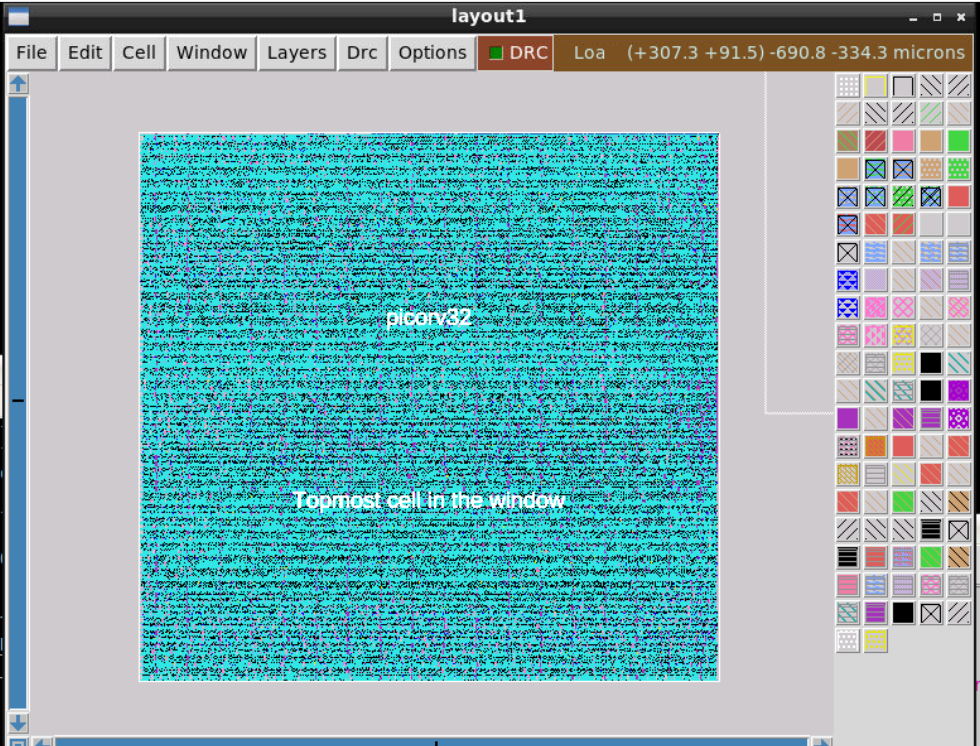 layout1
File Edit Cell Window Layers Drc Options DRC Loa (+307.3 +91.5) -690.8 -334.3 microns
picorv32
Topmost cell in the window